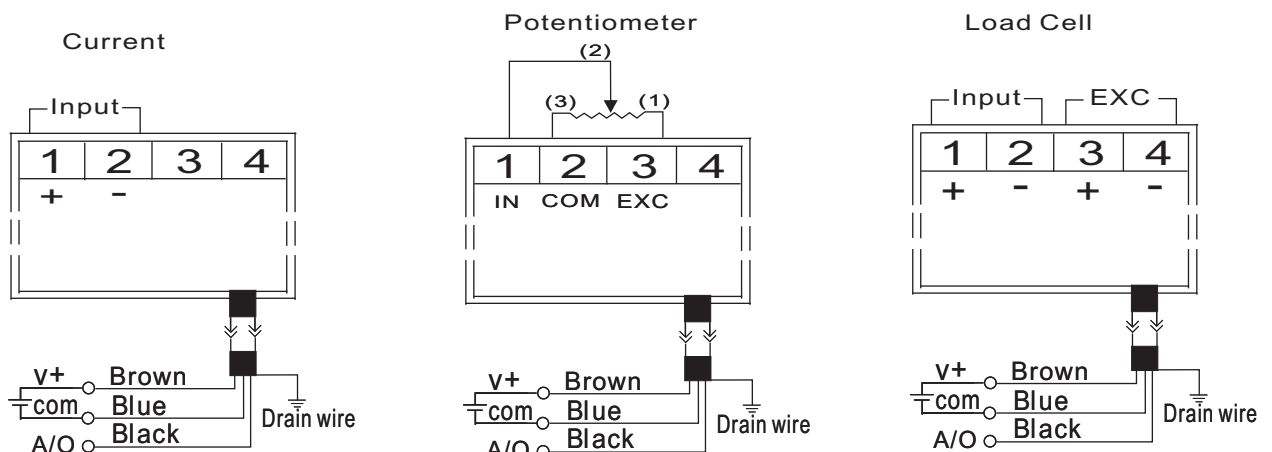 Current
Input
1 2 3 4
+ -
v+ Brown
com Blue
A/O Black
Drain wire
Potentiometer
(2)
(3) (1)
1 2 3 4
IN COM EXC
v+ Brown
com Blue
A/O Black
Drain wire
Load Cell
Input EXC
1 2 3 4
+ - + -
v+ Brown
com Blue
A/O Black
Drain wire